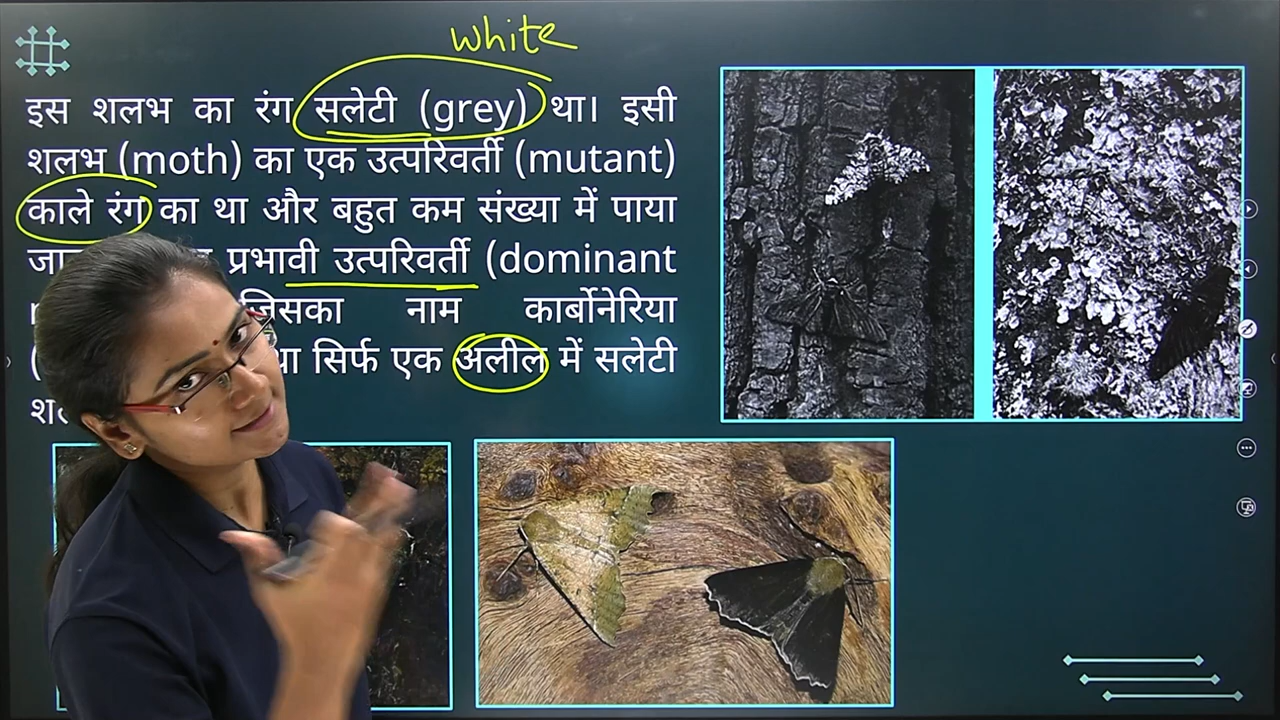 white
इस शलभ का रंग सलेटी (grey) था। इसी
शलभ (moth) का एक उत्परिवर्ती (mutant)
काले रंग का था और बहुत कम संख्या में पाया
प्रभावी उत्परिवर्ती (dominant
जिसका नाम कार्बोनेरिया
सिर्फ एक अलील में सलेटी